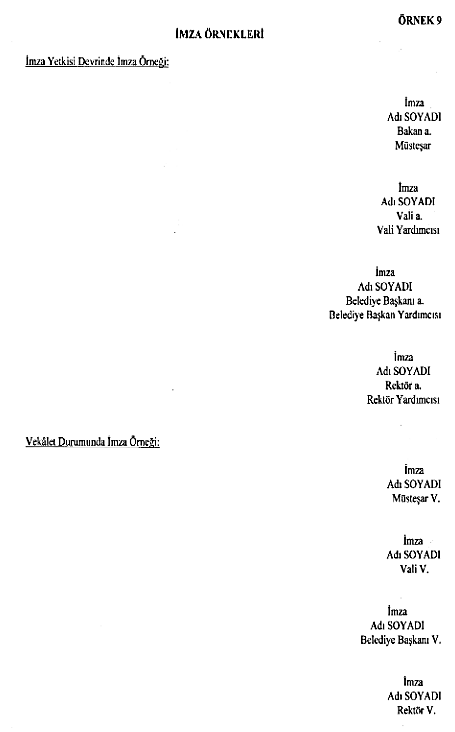 ÖRNEK 9
İMZA ÖRNEKLERİ
İmza Yetkisi Devrinde İmza Örneği:
İmza
Adı SOYADI
Bakan a.
Müsteşar
İmza
Adı SOYADI
Vali a.
Vali Yardımcısı
İmza
Adı SOYADI
Belediye Başkanı a.
Belediye Başkan Yardımcısı
İmza
Adı SOYADI
Rektör a.
Rektör Yardımcısı
Vekâlet Durumunda İmza Örneği:
İmza
Adı SOYADI
Müsteşar V.
İmza
Adı SOYADI
Vali V.
İmza
Adı SOYADI
Belediye Başkanı V.
İmza
Adı SOYADI
Rektör V.